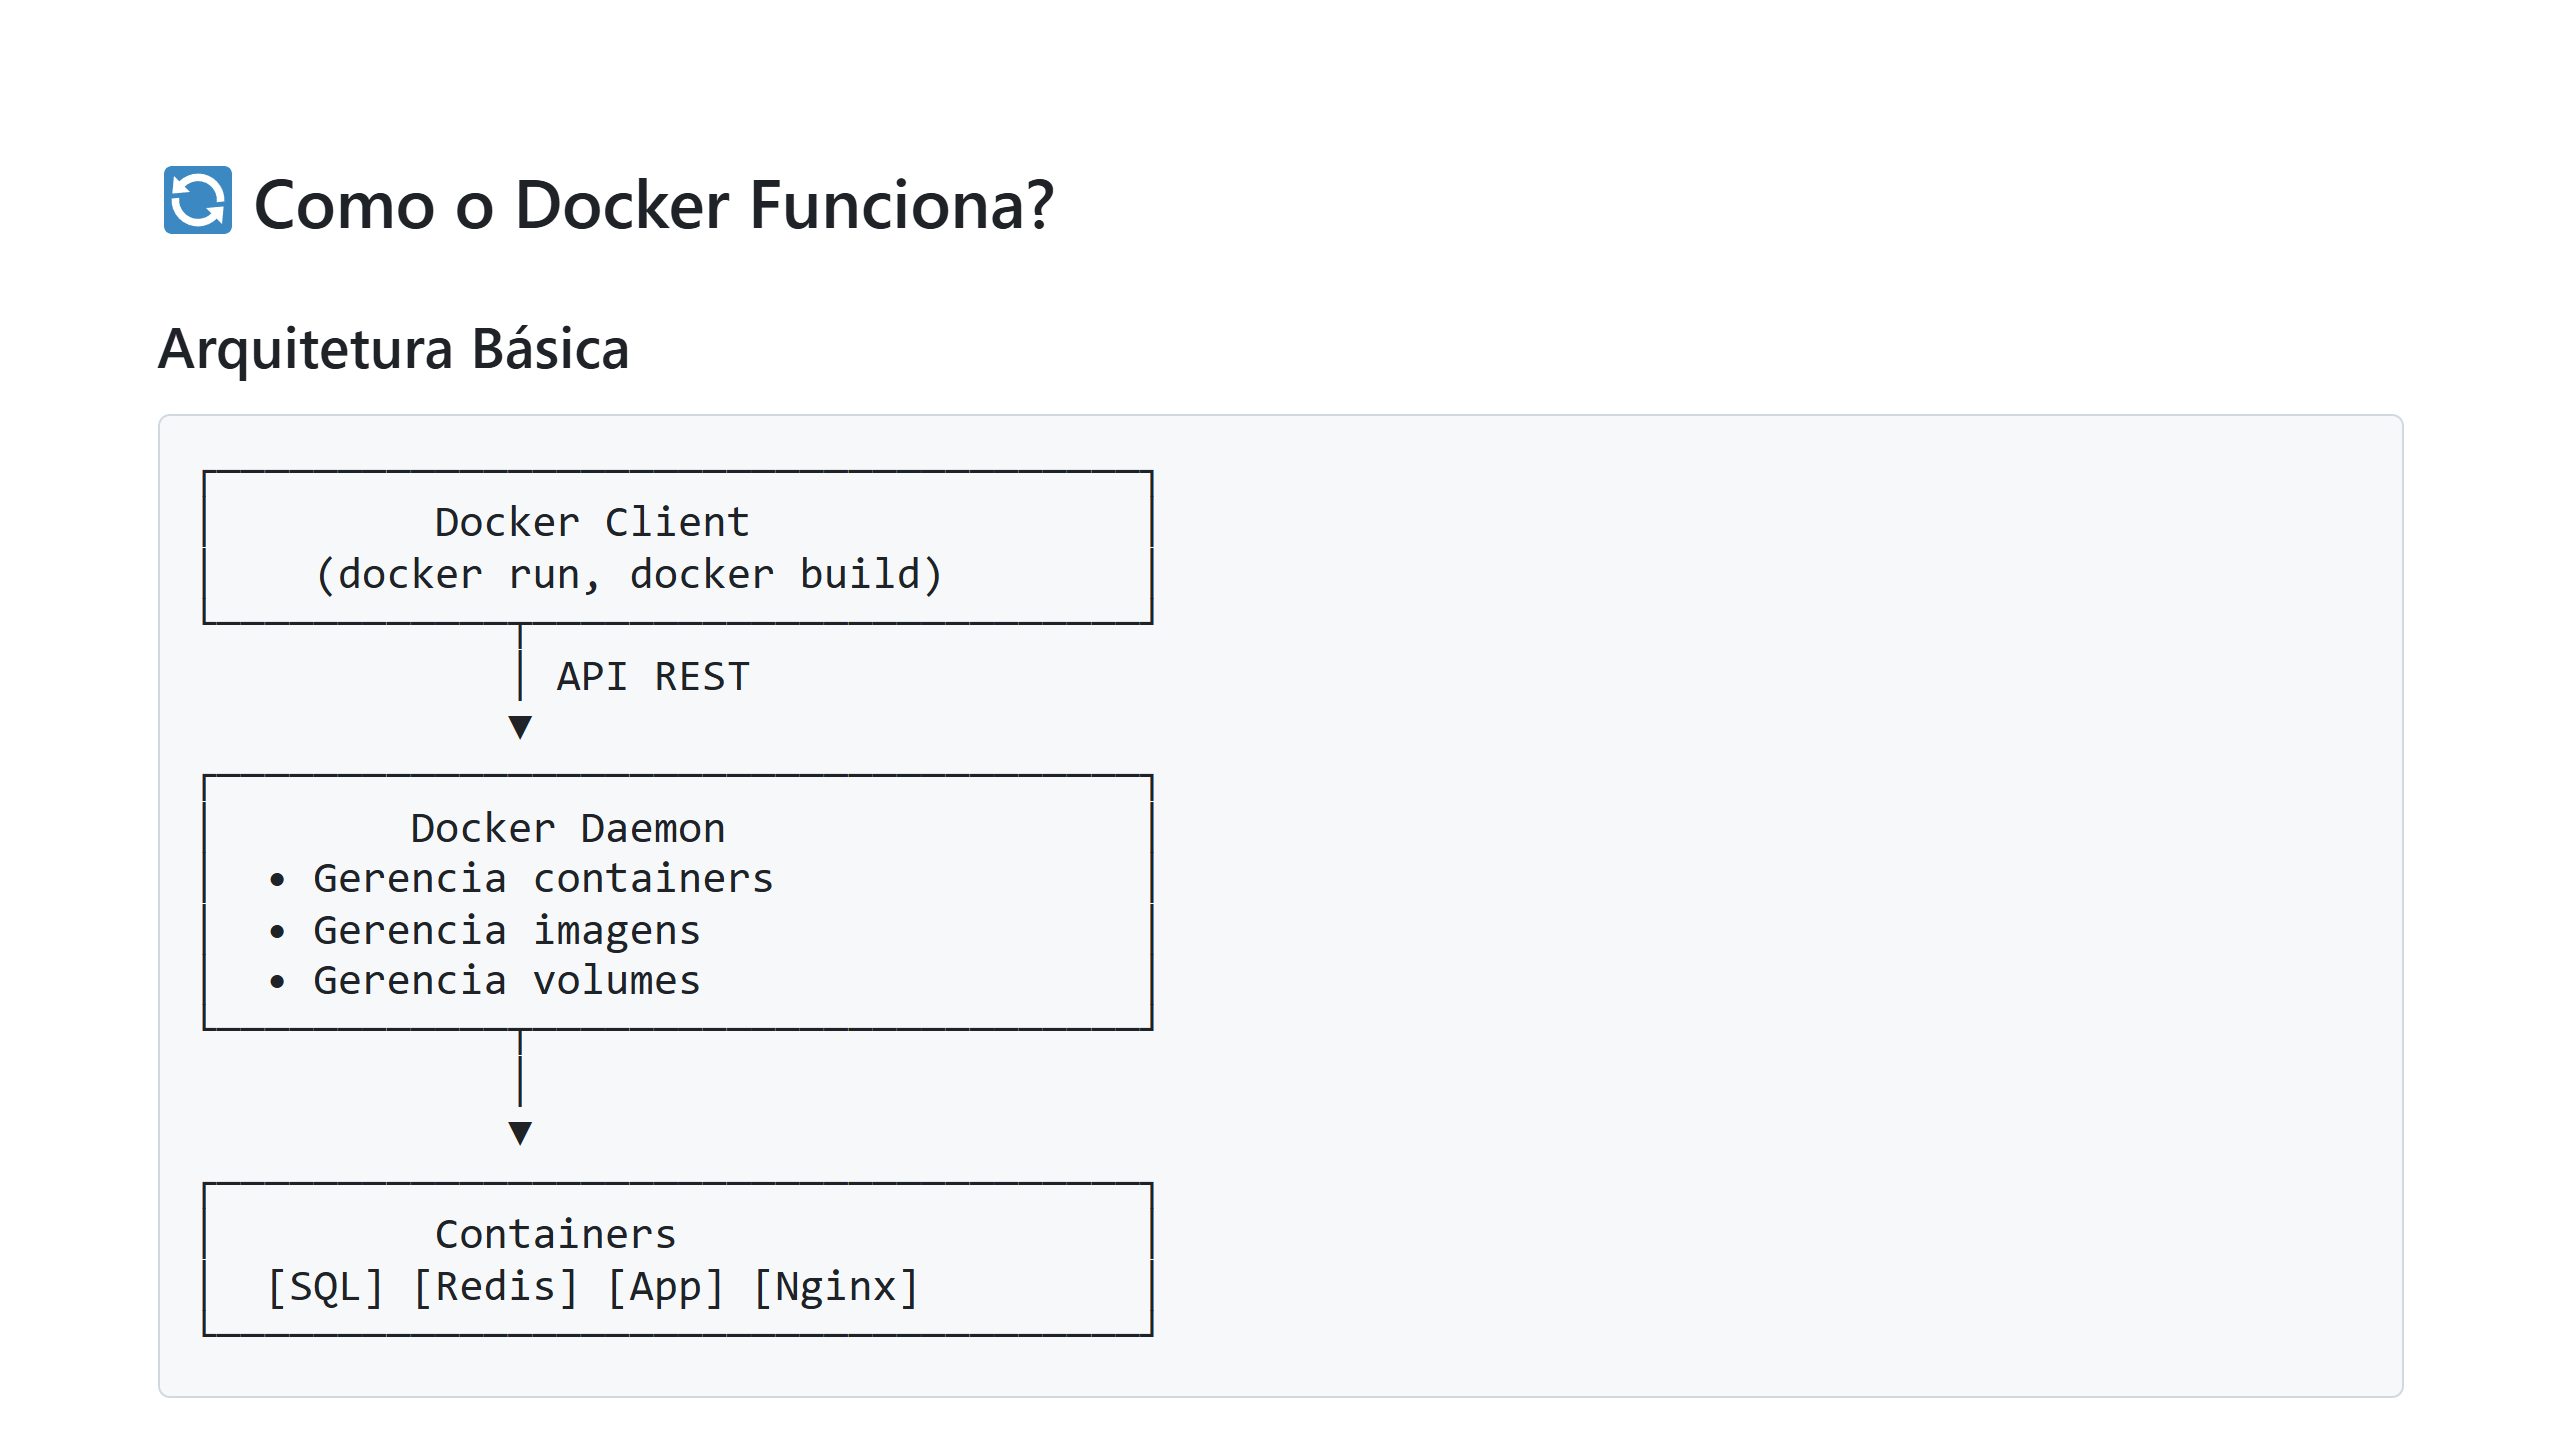 Como o Docker Funciona?
Arquitetura Básica
Docker Client
(docker run, docker build)
API REST
Docker Daemon
• Gerencia containers
• Gerencia imagens
• Gerencia volumes
Containers
[SQL] [Redis] [App] [Nginx]